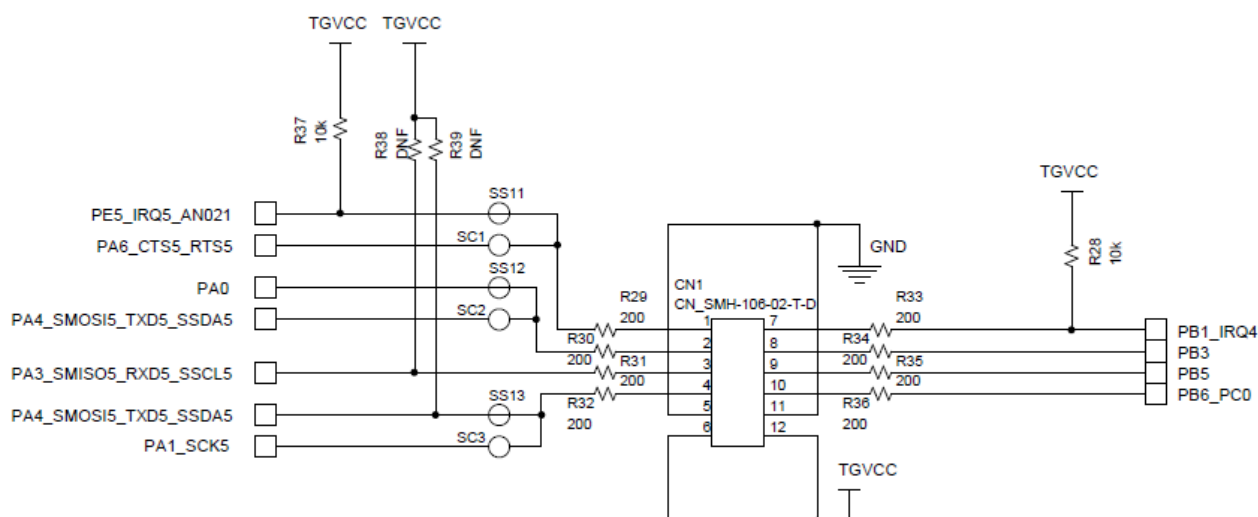 TGVCC TGVCC
R37
10k
R38
DNF
R39
DNF
SS11
PE5_IRQ5_AN021
SC1
PA6_CTS5_RTS5
SS12
PA0
SC2
PA4_SMOSI5_TXD5_SSDA5
PA3_SMISO5_RXD5_SSCL5
SS13
PA4_SMOSI5_TXD5_SSDA5
SC3
PA1_SCK5
R29
200
R30
200
R31
200
R32
200
CN1
CN_SMH-106-02-T-D
1 7
2 8
3 9
4 10
5 11
6 12
GND
R33
200
R34
200
R35
200
R36
200
TGVCC
R28
10k
PB1_IRQ4
PB3
PB5
PB6_PC0
TGVCC